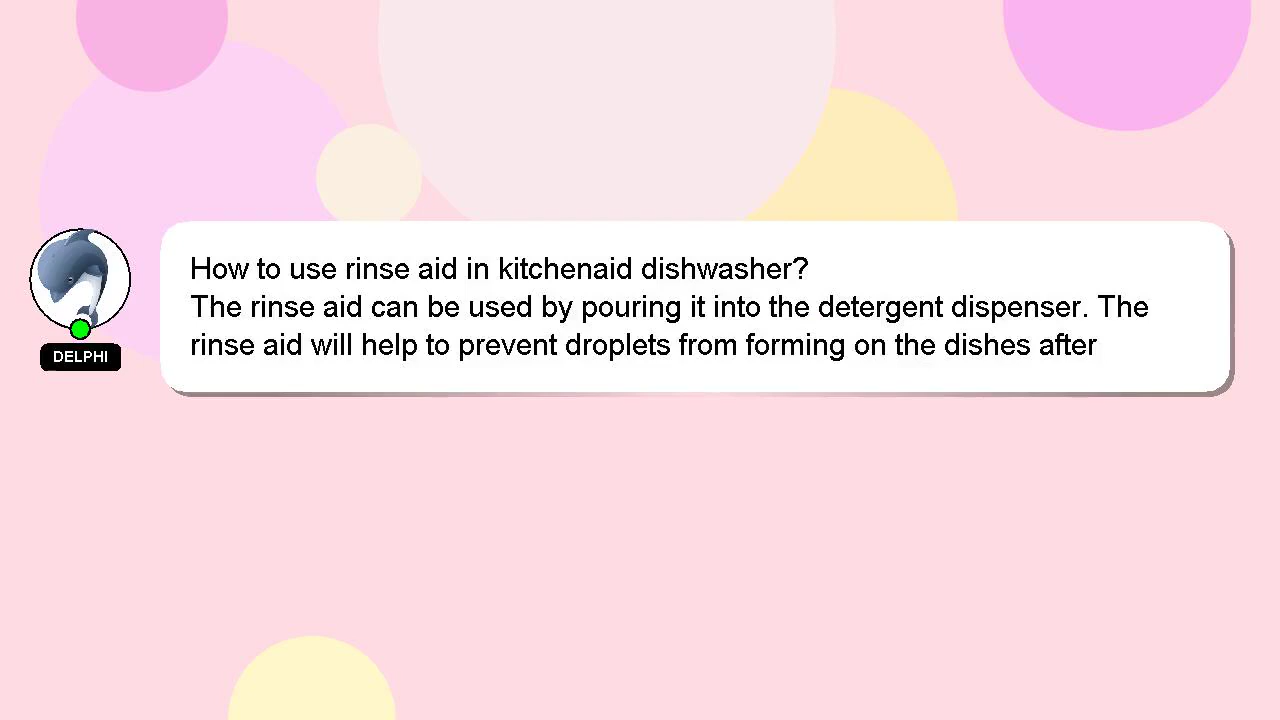 How to use rinse aid in kitchenaid dishwasher?
The rinse aid can be used by pouring it into the detergent dispenser. The
rinse aid will help to prevent droplets from forming on the dishes after
DELPHI